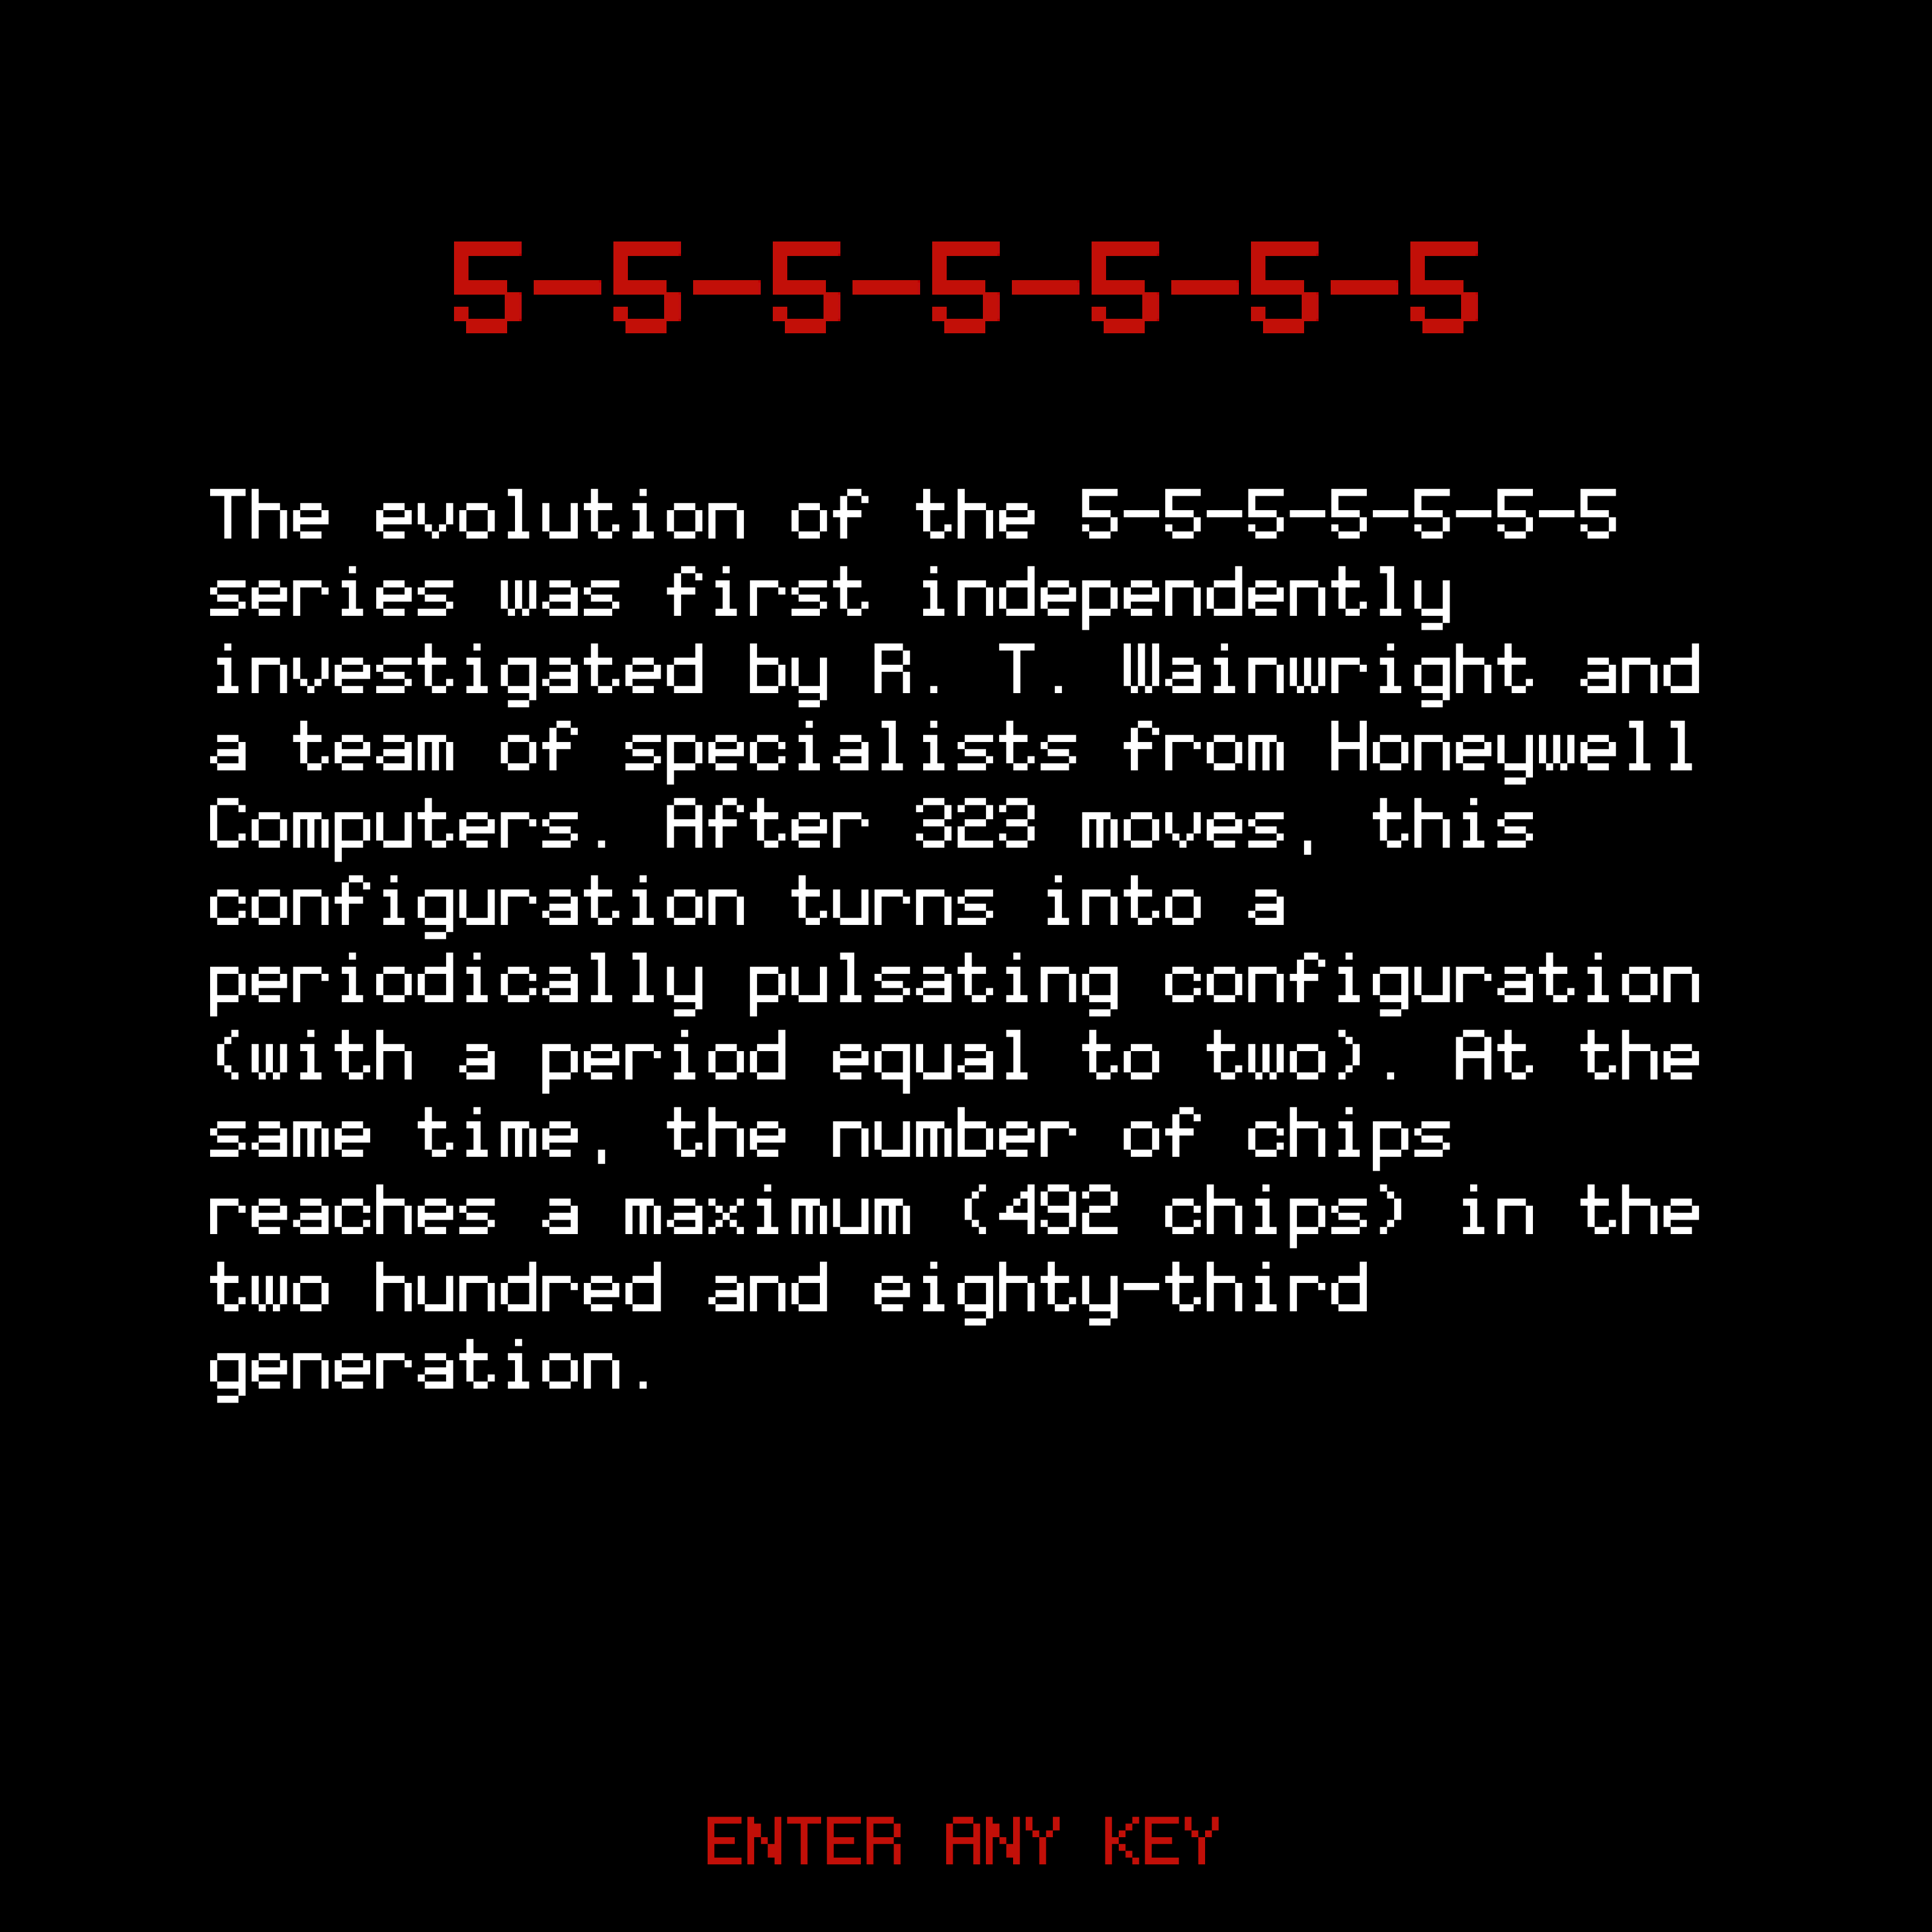 5-5-5-5-5-5-5
The evolution of the 5-5-5-5-5-5-5
series was first independently
investigated by R. T. Wainwright and
a team of specialists from Honeywell
Computers. After 323 moves, this
configuration turns into a
periodically pulsating configuration
(with a period equal to two). At the
same time, the number of chips
reaches a maximum (492 chips) in the
two hundred and eighty-third
generation.
ENTER ANY KEY